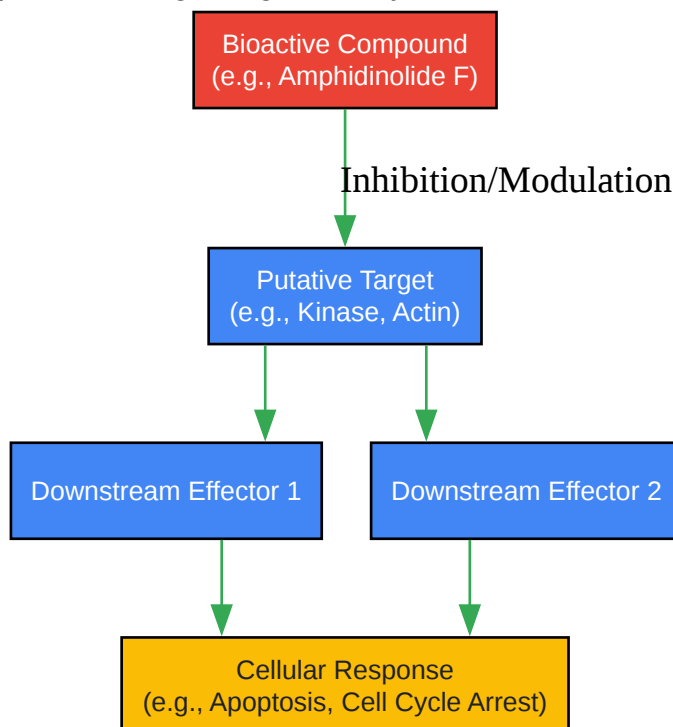 Bioactive Compound
(e.g., Amphidinolide F)
Inhibition/Modulation
Putative Target
(e.g., Kinase, Actin)
Downstream Effector 1
Downstream Effector 2
Cellular Response
(e.g., Apoptosis, Cell Cycle Arrest)